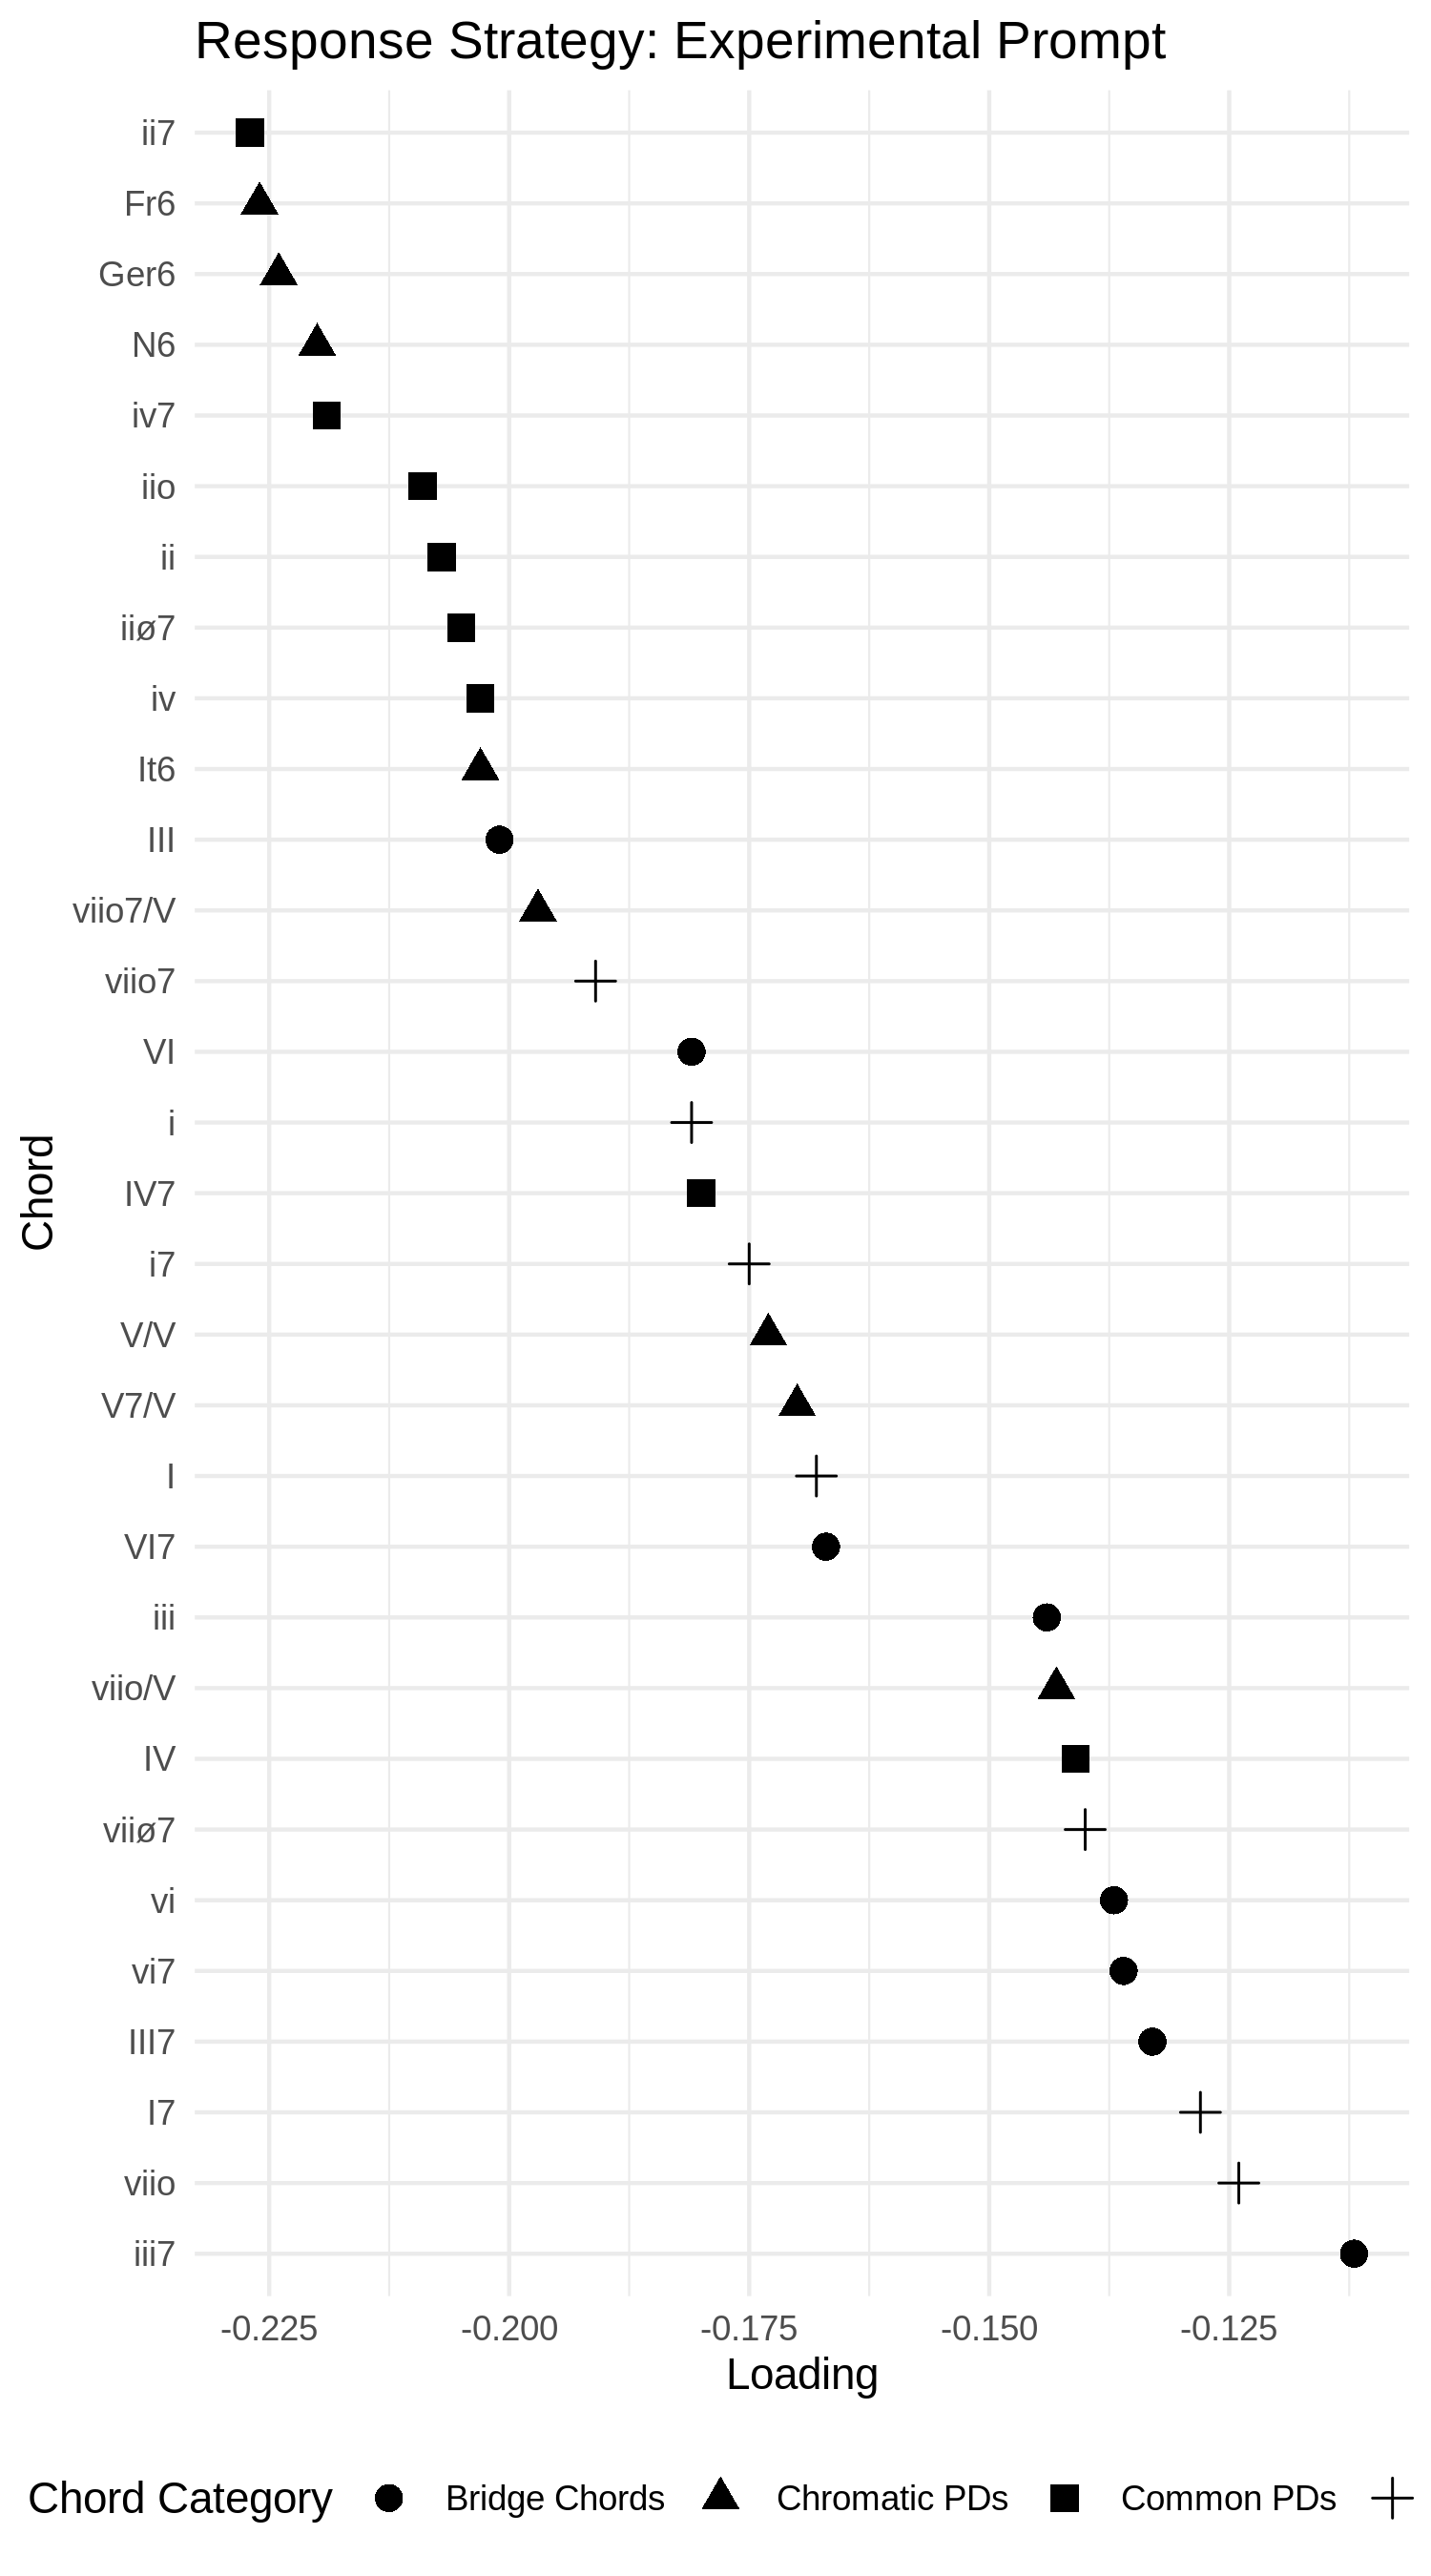 Response Strategy: Experimental Prompt
ii7
Fr6
Ger6
N6
iv7
iio
ii
iiø7
iv
It6
III
viio7/V
viio7
VI
i
IV7
i7
V/V
V7/V
I
VI7
iii
viio/V
IV
viiø7
vi
vi7
III7
I7
viio
iii7
Chord
-0.225 -0.200 -0.175 -0.150 -0.125
Loading
Chord Category Bridge Chords Chromatic PDs Common PDs